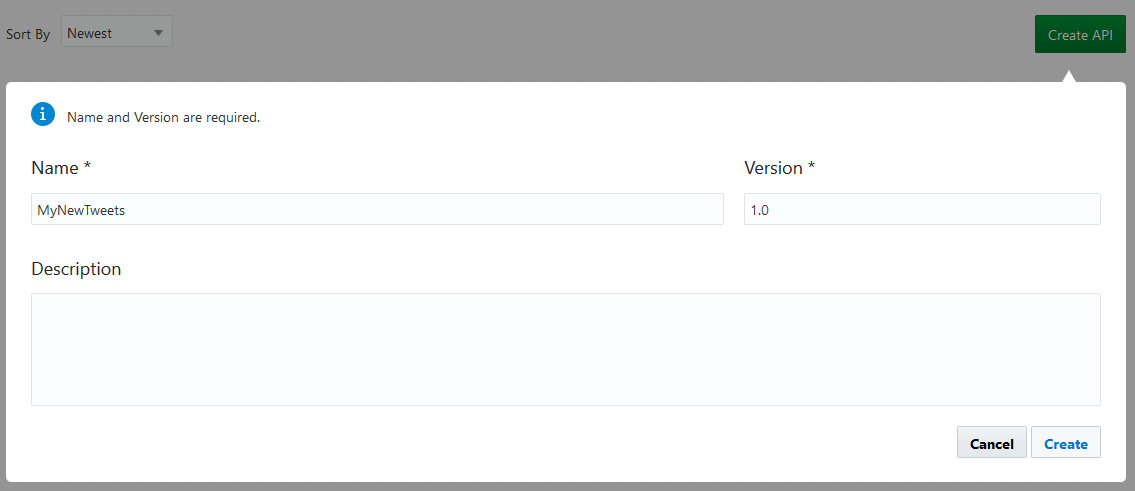 Sort By Newest Create API
Name and Version are required.
Name * Version *
MyNewTweets 1.0
Description
Cancel Create